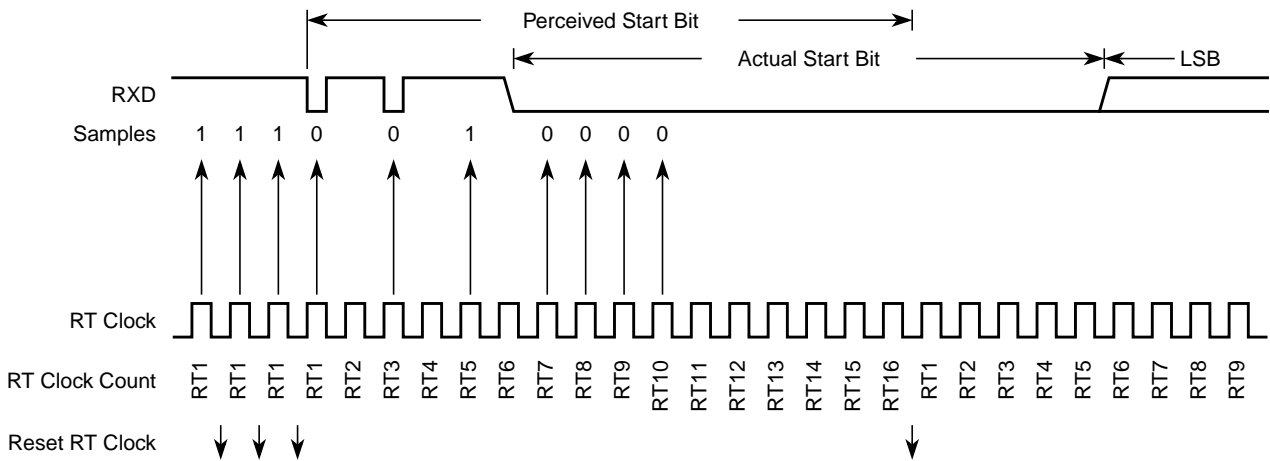 Perceived Start Bit
Actual Start Bit LSB
RXD
Samples 1 1 1 0 0 1 0 0 0 0
RT Clock
RT Clock Count RT1 RT1 RT1 RT1 RT2 RT3 RT4 RT5 RT6 RT7 RT8 RT9 RT10 RT11 RT12 RT13 RT14 RT15 RT16 RT1 RT2 RT3 RT4 RT5 RT6 RT7 RT8 RT9
Reset RT Clock